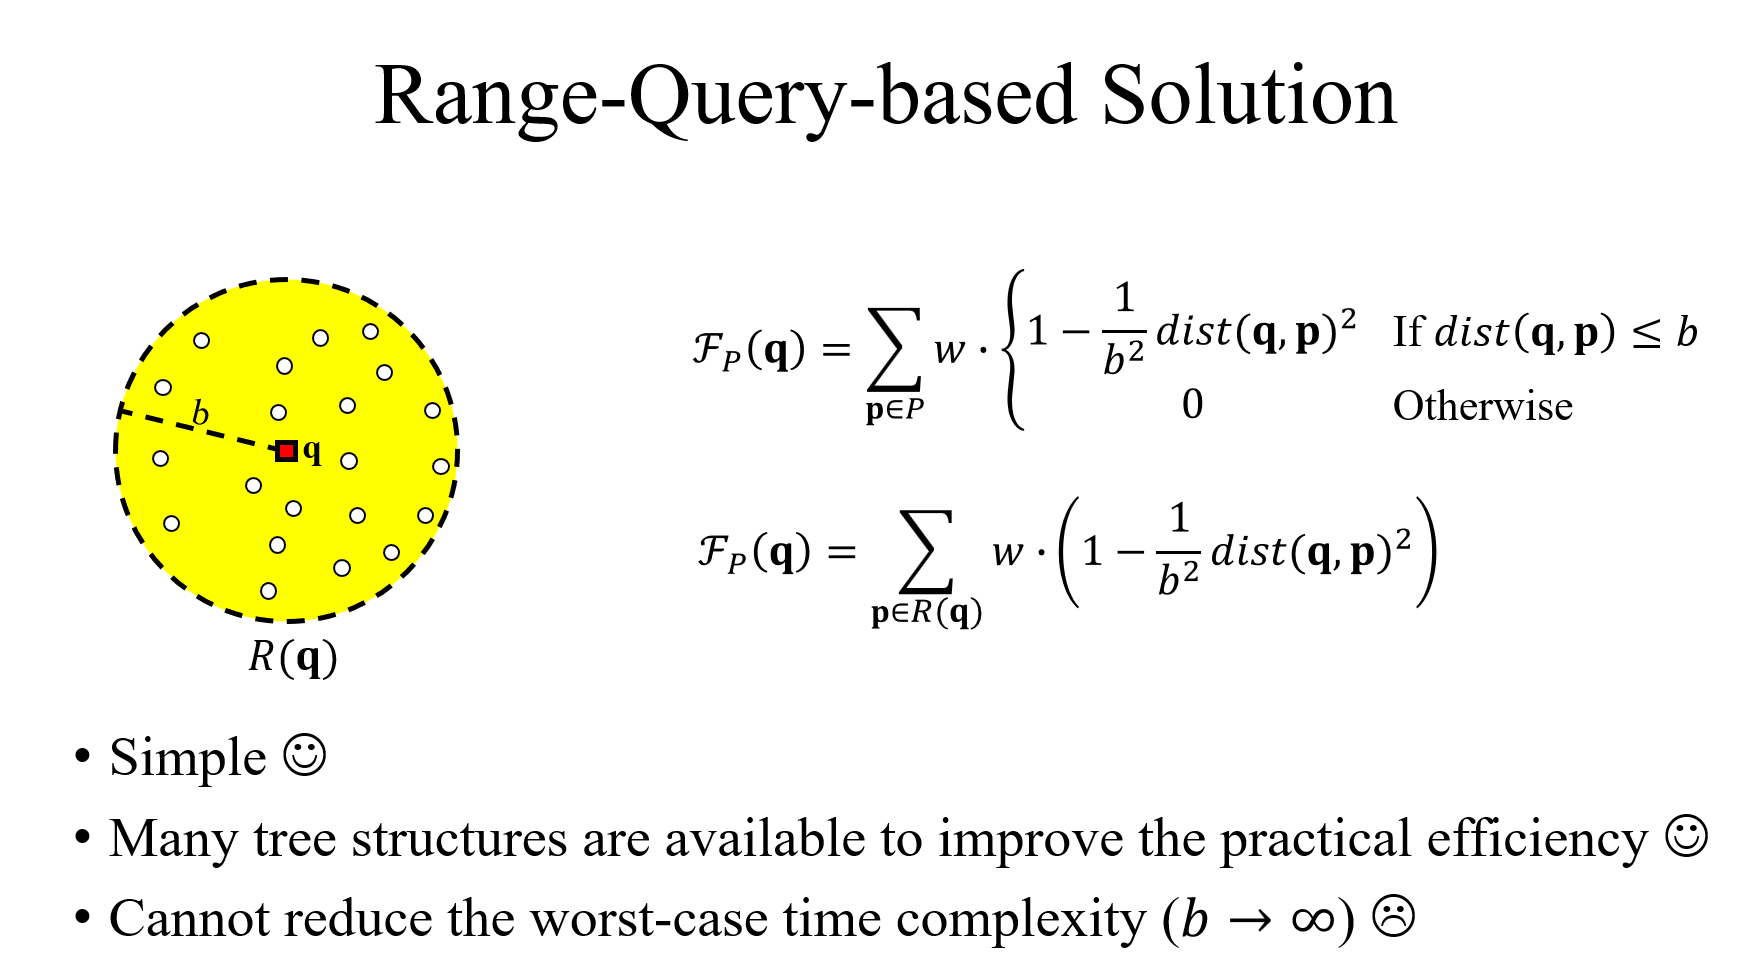 Range-Query-based Solution
b
q
R(q)
ℱ_P(q) = ∑_{p∈P} w · { 1 − 1/b² dist(q, p)² If dist(q, p) ≤ b
0 Otherwise
ℱ_P(q) = ∑_{p∈R(q)} w · (1 − 1/b² dist(q, p)²)
• Simple ☺
• Many tree structures are available to improve the practical efficiency ☺
• Cannot reduce the worst-case time complexity (b → ∞) ☹